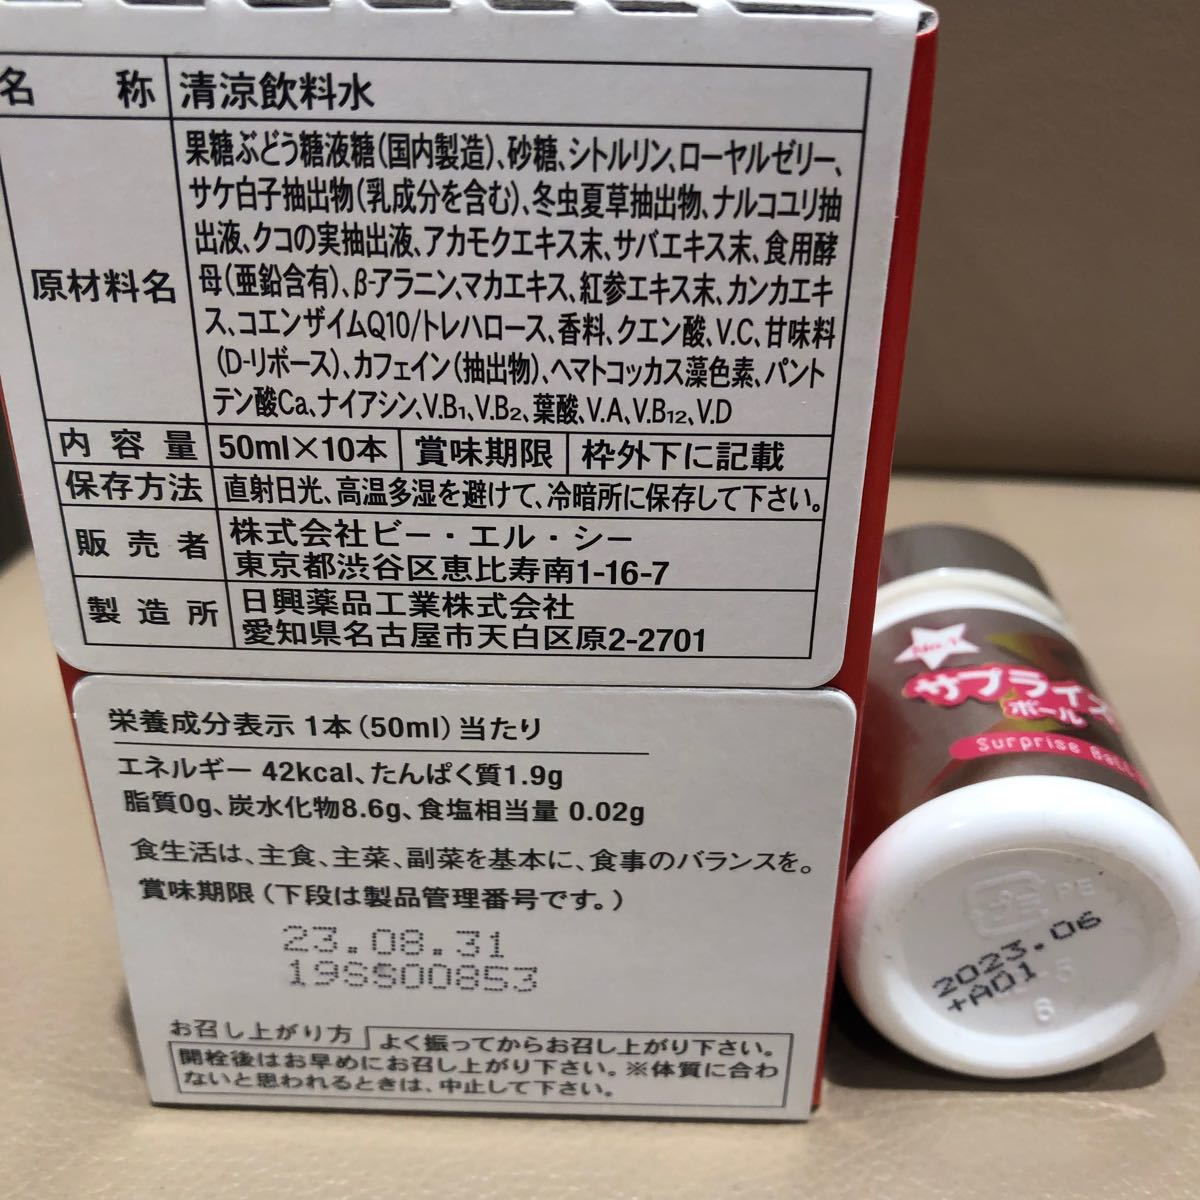 名称 清涼飲料水
原材料名
果糖ぶどう糖液糖(国内製造)、砂糖、シトルリン、ローヤルゼリー、
サケ白子抽出物(乳成分を含む)、冬虫夏草抽出物、ナルコユリ抽
出液、クコの実抽出液、アカモクエキス末、サバエキス末、食用酵
母(亜鉛含有)、β-アラニン、マカエキス、紅参エキス末、カンカエキ
ス、コエンザイムQ10/トレハロース、香料、クエン酸、V.C、甘味料
(D-リボース)、カフェイン(抽出物)、ヘマトコッカス藻色素、パント
テン酸Ca、ナイアシン、V.B₁、V.B₂、葉酸、V.A、V.B₁₂、V.D
内容量 50ml×10本 賞味期限 枠外下に記載
保存方法 直射日光、高温多湿を避けて、冷暗所に保存して下さい。
販売者 株式会社ビー・エル・シー
東京都渋谷区恵比寿南1-16-7
製造所 日興薬品工業株式会社
愛知県名古屋市天白区原2-2701
栄養成分表示 1本(50ml)当たり
エネルギー 42kcal、たんぱく質1.9g
脂質0g、炭水化物8.6g、食塩相当量 0.02g
食生活は、主食、主菜、副菜を基本に、食事のバランスを。
賞味期限(下段は製品管理番号です。)
23.08.31
19SS00853
お召し上がり方 よく振ってからお召し上がり下さい。
開栓後はお早めにお召し上がり下さい。※体質に合わ
ないと思われるときは、中止して下さい。
No.1
サプライズ
ボール
Surprise Ball
PE
2023.06
+A01
5
6